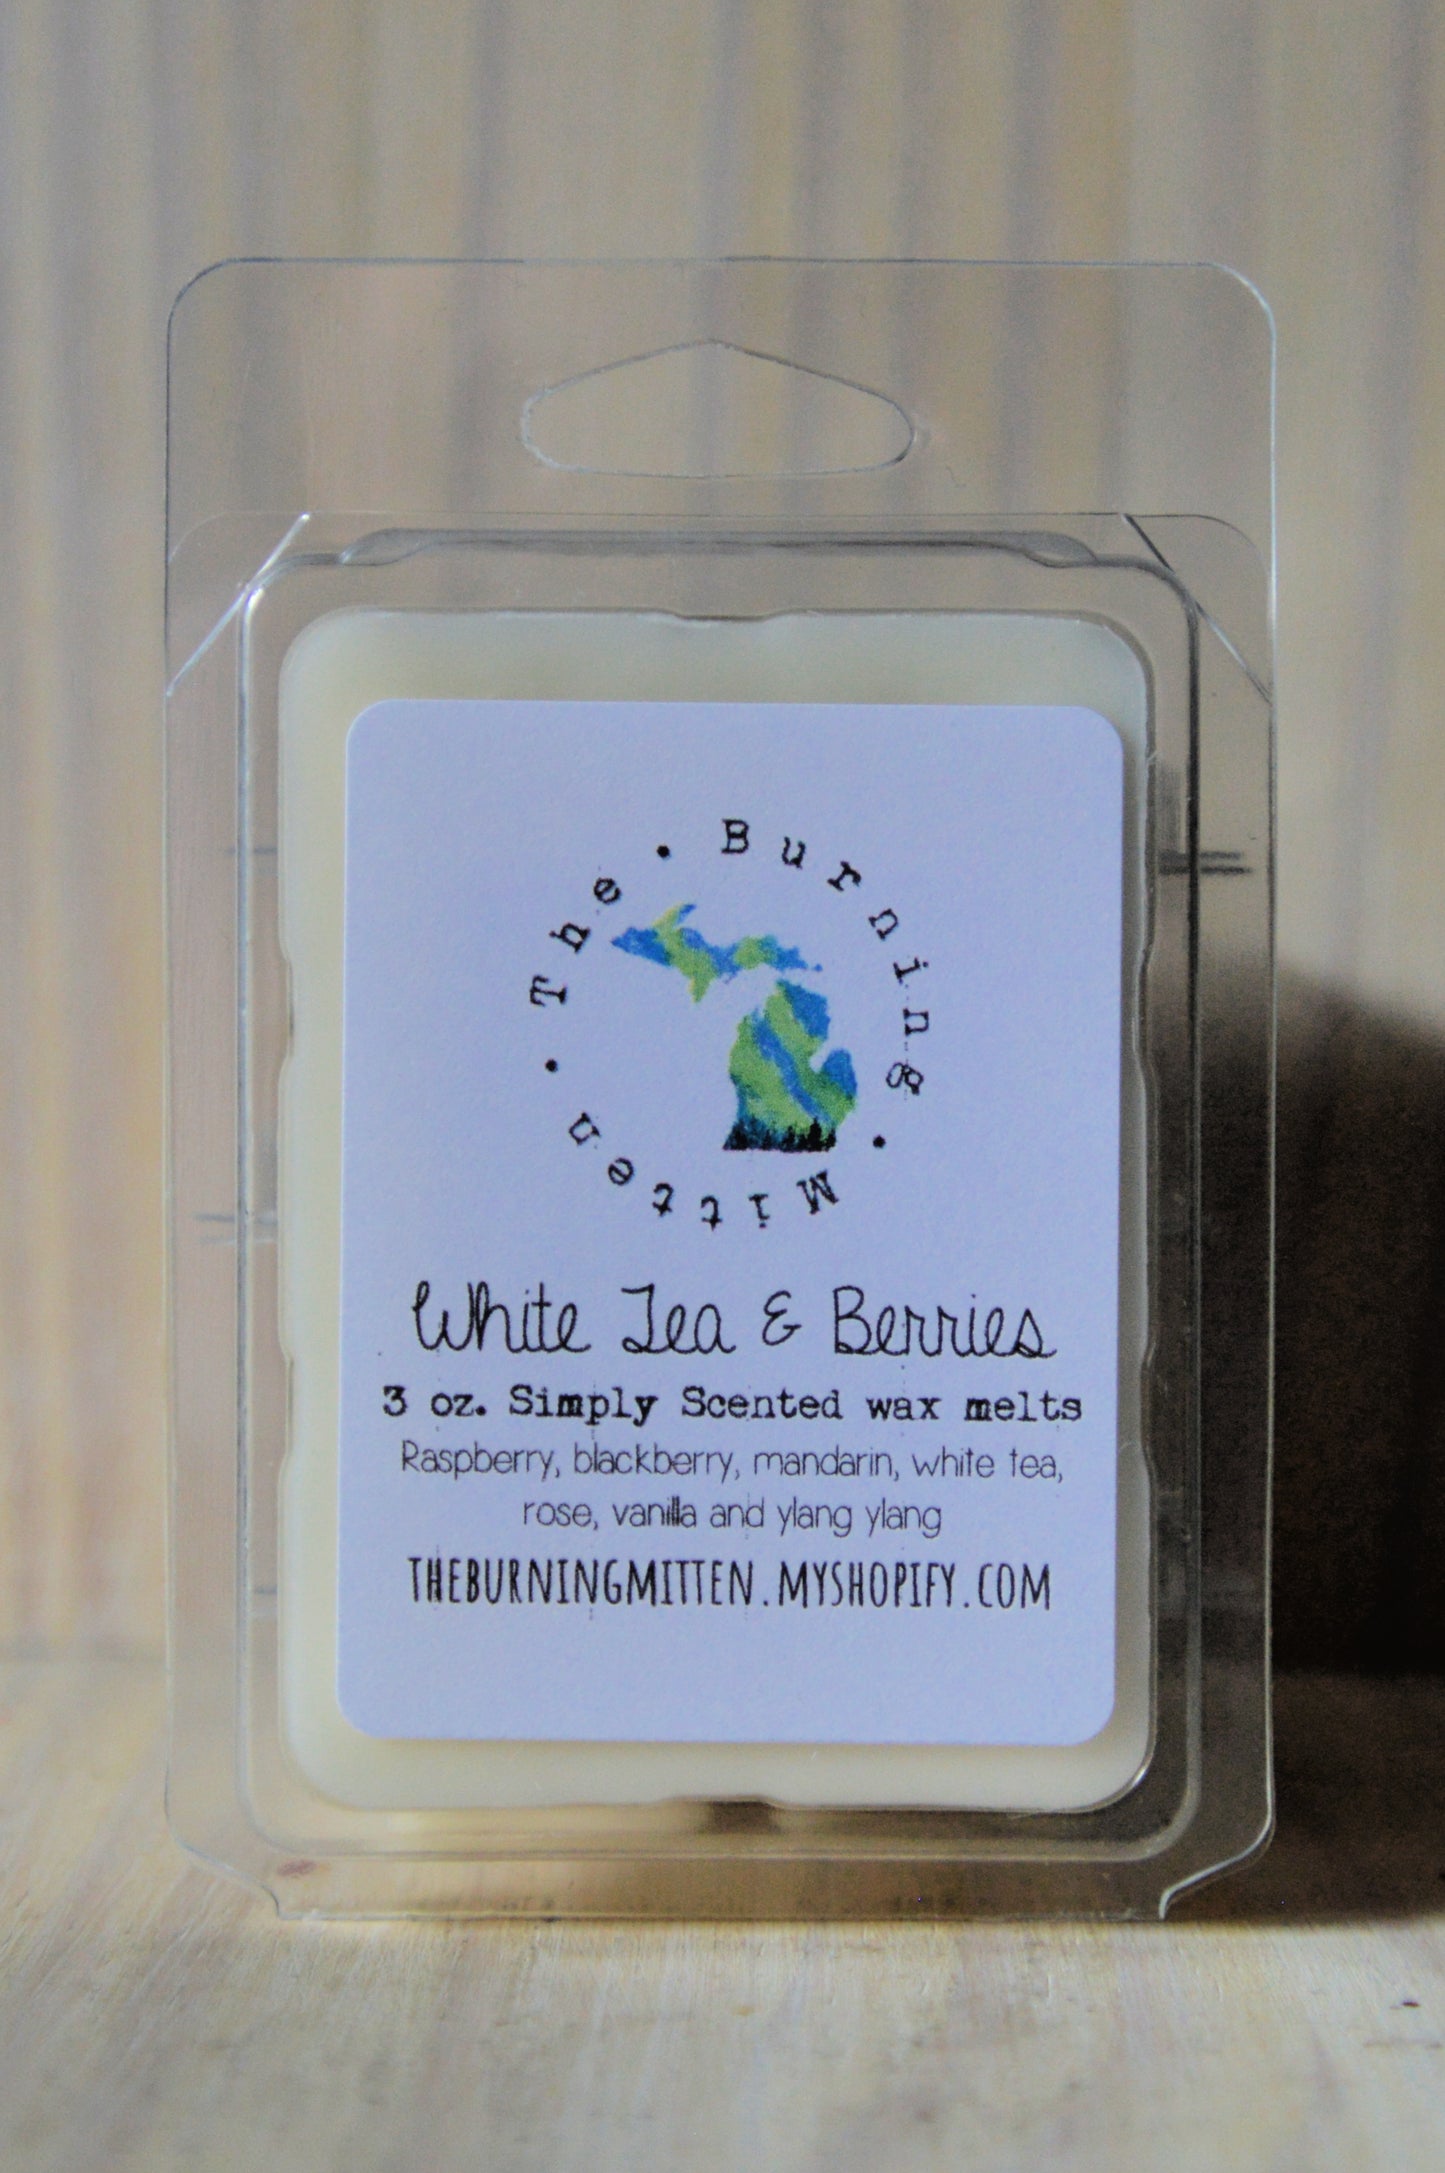 The • Burning • Mitten •
White Tea & Berries
3 oz. Simply Scented wax melts
Raspberry, blackberry, mandarin, white tea,
rose, vanilla and ylang ylang
THEBURNINGMITTEN.MYSHOPIFY.COM